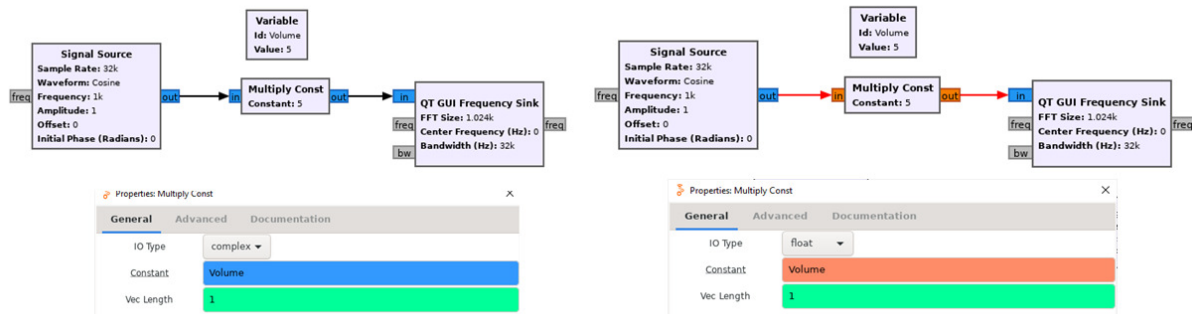 Variable
Id: Volume
Value: 5
Signal Source
Sample Rate: 32k
Waveform: Cosine
Frequency: 1k
Amplitude: 1
Offset: 0
Initial Phase (Radians): 0
freq
out
in
Multiply Const
Constant: 5
out
in
freq
bw
QT GUI Frequency Sink
FFT Size: 1.024k
Center Frequency (Hz): 0
Bandwidth (Hz): 32k
freq
Properties: Multiply Const
General Advanced Documentation
IO Type complex
Constant Volume
Vec Length 1
Variable
Id: Volume
Value: 5
Signal Source
Sample Rate: 32k
Waveform: Cosine
Frequency: 1k
Amplitude: 1
Offset: 0
Initial Phase (Radians): 0
freq
out
in
Multiply Const
Constant: 5
out
in
freq
bw
QT GUI Frequency Sink
FFT Size: 1.024k
Center Frequency (Hz): 0
Bandwidth (Hz): 32k
freq
Properties: Multiply Const
General Advanced Documentation
IO Type float
Constant Volume
Vec Length 1